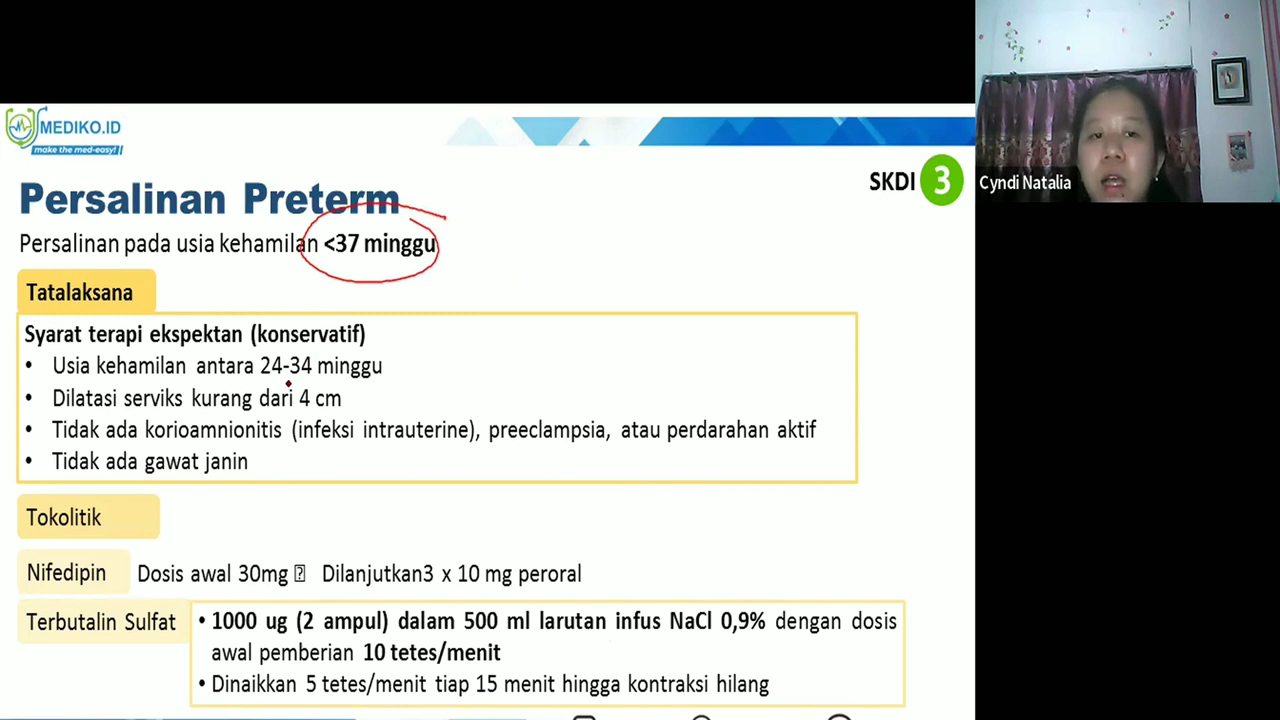 MEDIKO.ID
make the med-easy!
SKDI 3
Cyndi Natalia
Persalinan Preterm
Persalinan pada usia kehamilan <37 minggu
Tatalaksana
Syarat terapi ekspektan (konservatif)
• Usia kehamilan antara 24-34 minggu
• Dilatasi serviks kurang dari 4 cm
• Tidak ada korioamnionitis (infeksi intrauterine), preeclampsia, atau perdarahan aktif
• Tidak ada gawat janin
Tokolitik
Nifedipin Dosis awal 30mg Dilanjutkan3 x 10 mg peroral
Terbutalin Sulfat • 1000 ug (2 ampul) dalam 500 ml larutan infus NaCl 0,9% dengan dosis
awal pemberian 10 tetes/menit
• Dinaikkan 5 tetes/menit tiap 15 menit hingga kontraksi hilang